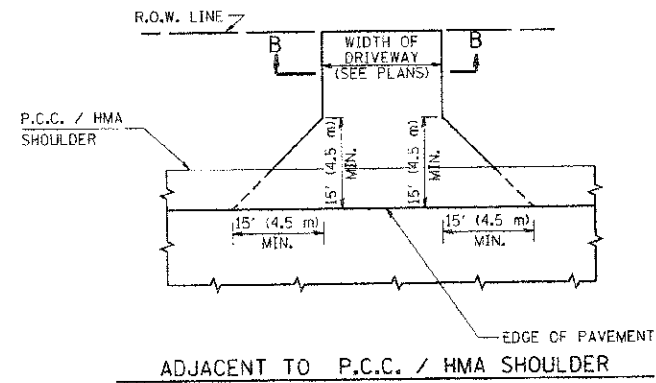 R.O.W. LINE
B
WIDTH OF
DRIVEWAY
(SEE PLANS)
B
P.C.C. / HMA
SHOULDER
15' (4.5 m)
MIN.
15' (4.5 m)
MIN.
15' (4.5 m)
MIN.
15' (4.5 m)
MIN.
EDGE OF PAVEMENT
ADJACENT TO P.C.C. / HMA SHOULDER